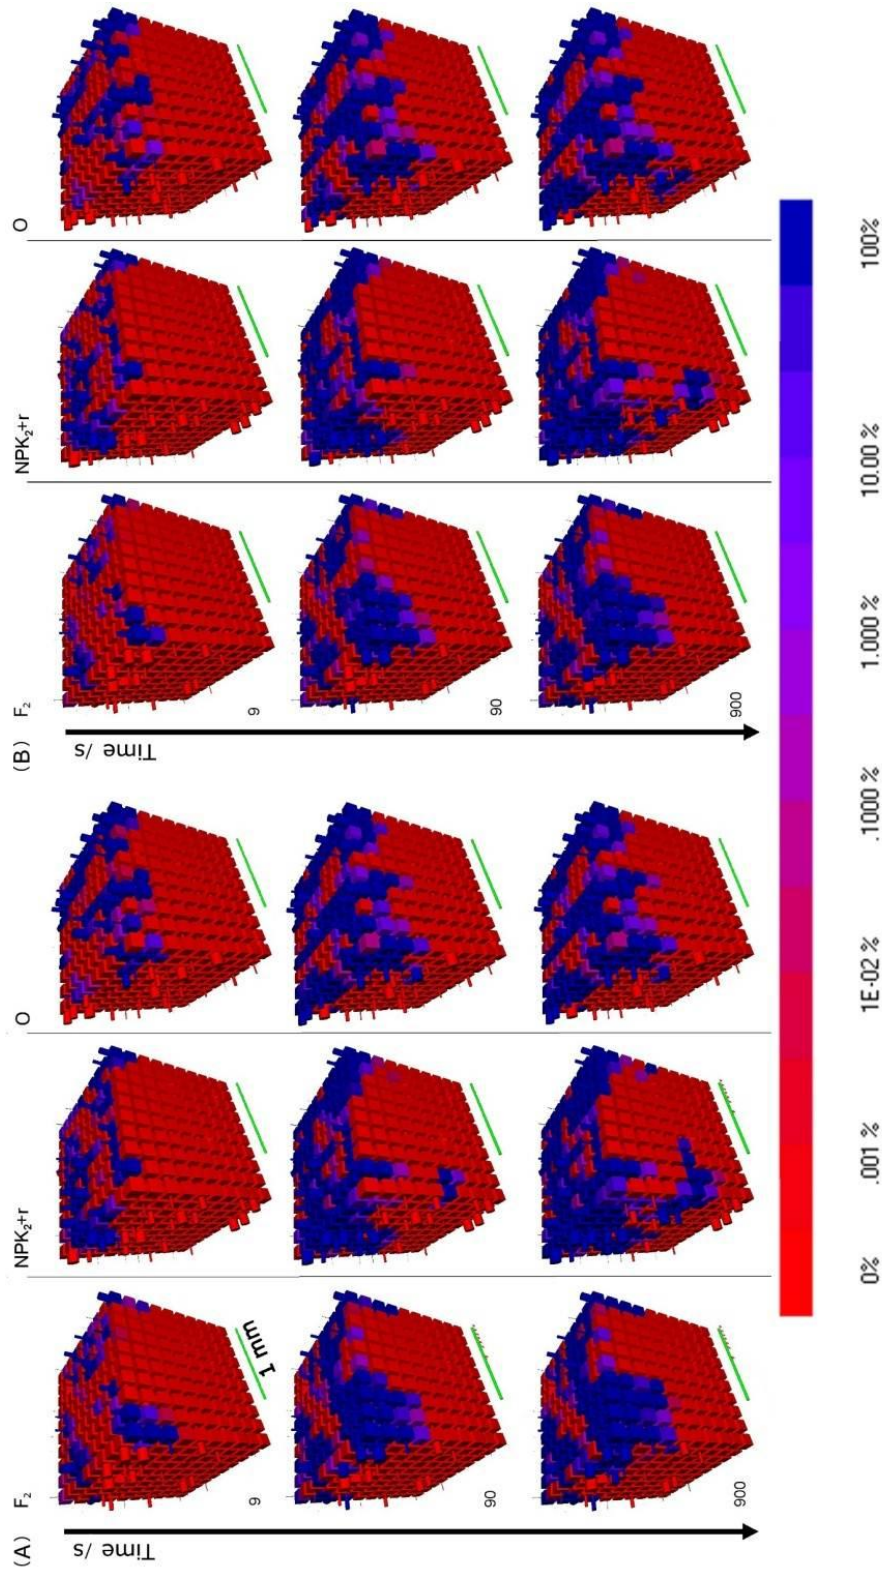 (A)
F₂
NPK₂+r
O
Time /s
9
1 mm
90
900
(B)
F₂
NPK₂+r
O
Time /s
9
90
900
0%
.001 %
1E-02 %
.1000 %
1.000 %
10.00 %
100%